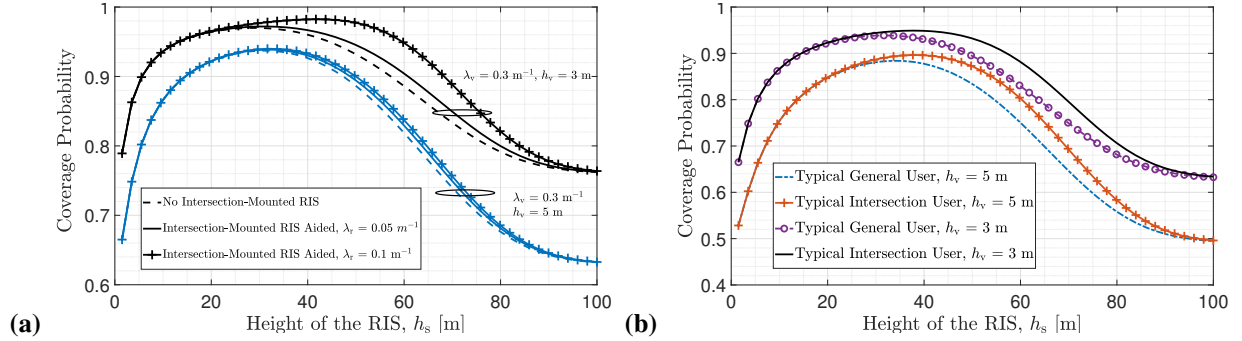 Coverage Probability
1
0.9
0.8
0.7
0.6
λv = 0.3 m⁻¹, hv = 3 m
λv = 0.3 m⁻¹
hv = 5 m
No Intersection-Mounted RIS
Intersection-Mounted RIS Aided, λr = 0.05 m⁻¹
Intersection-Mounted RIS Aided, λr = 0.1 m⁻¹
0 20 40 60 80 100
Height of the RIS, hs [m]
(a)
Coverage Probability
1
0.9
0.8
0.7
0.6
0.5
0.4
Typical General User, hv = 5 m
Typical Intersection User, hv = 5 m
Typical General User, hv = 3 m
Typical Intersection User, hv = 3 m
0 20 40 60 80 100
Height of the RIS, hs [m]
(b)